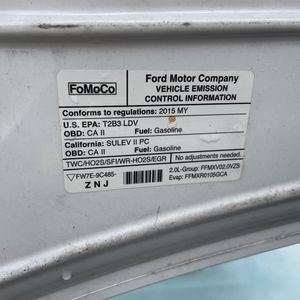 FoMoCo
Ford Motor Company
VEHICLE EMISSION
CONTROL INFORMATION
Conforms to regulations: 2015 MY
U.S. EPA: T2B3 LDV
OBD: CA II Fuel: Gasoline
California: SULEV II PC
OBD: CA II Fuel: Gasoline
TWC/HO2S/SFI/WR-HO2S/EGR No adjustments needed.
FW7E-9C485-
Z N J
2.0L-Group: FFMXV02.0VZS
Evap: FFMXR0105GCA